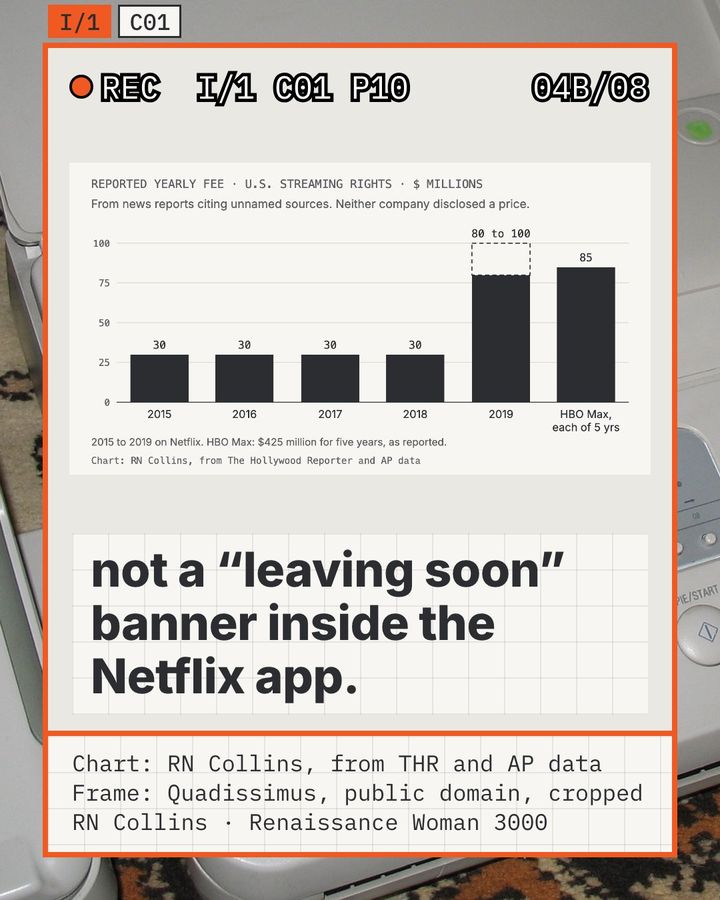 I/1 C01
REC I/1 C01 P10 04B/08
REPORTED YEARLY FEE · U.S. STREAMING RIGHTS · $ MILLIONS
From news reports citing unnamed sources. Neither company disclosed a price.
80 to 100
100
85
75
50
30 30 30 30
25
0
2015 2016 2017 2018 2019 HBO Max,
each of 5 yrs
2015 to 2019 on Netflix. HBO Max: $425 million for five years, as reported.
Chart: RN Collins, from The Hollywood Reporter and AP data
not a “leaving soon”
banner inside the
Netflix app.
Chart: RN Collins, from THR and AP data
Frame: Quadissimus, public domain, cropped
RN Collins · Renaissance Woman 3000